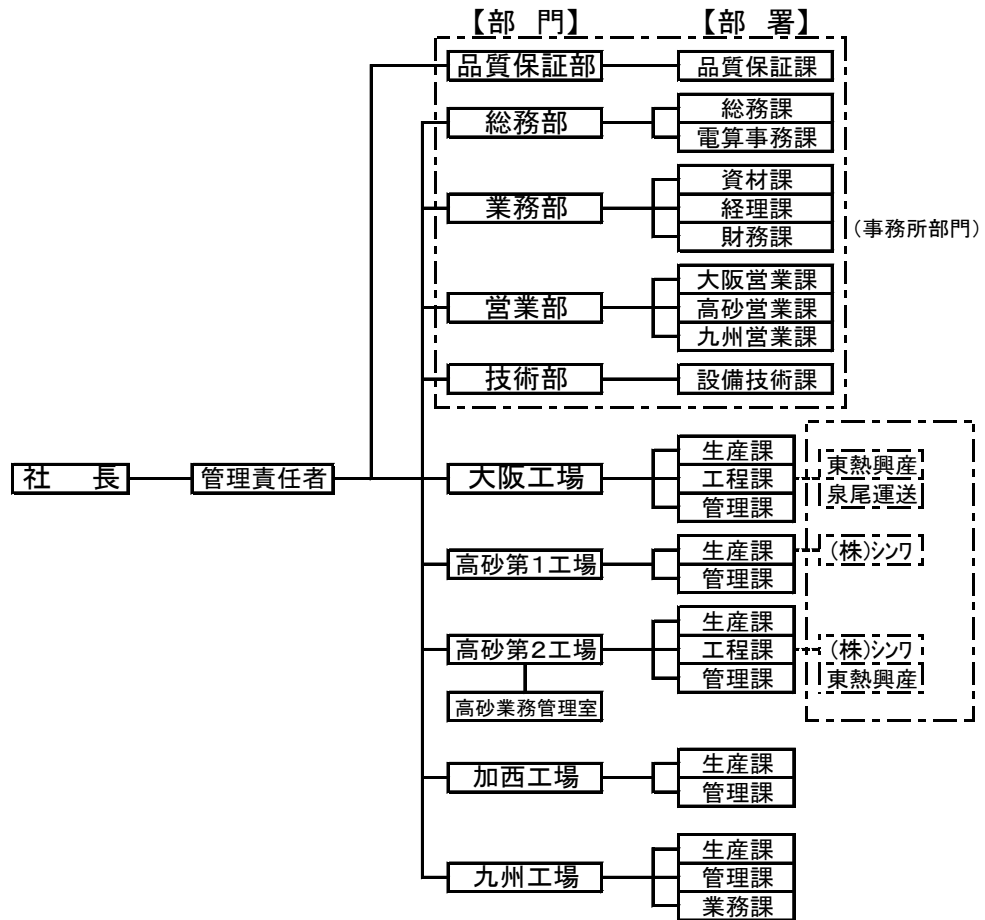 【部　門】　【部　署】
品質保証部　品質保証課
総務部　総務課
電算事務課
業務部　資材課
経理課
財務課
(事務所部門)
営業部　大阪営業課
高砂営業課
九州営業課
技術部　設備技術課
社　長　管理責任者
大阪工場　生産課
工程課　東熱興産
管理課　泉尾運送
高砂第１工場　生産課　(株)シンワ
管理課
高砂第２工場　生産課
工程課　(株)シンワ
管理課　東熱興産
高砂業務管理室
加西工場　生産課
管理課
九州工場　生産課
管理課
業務課